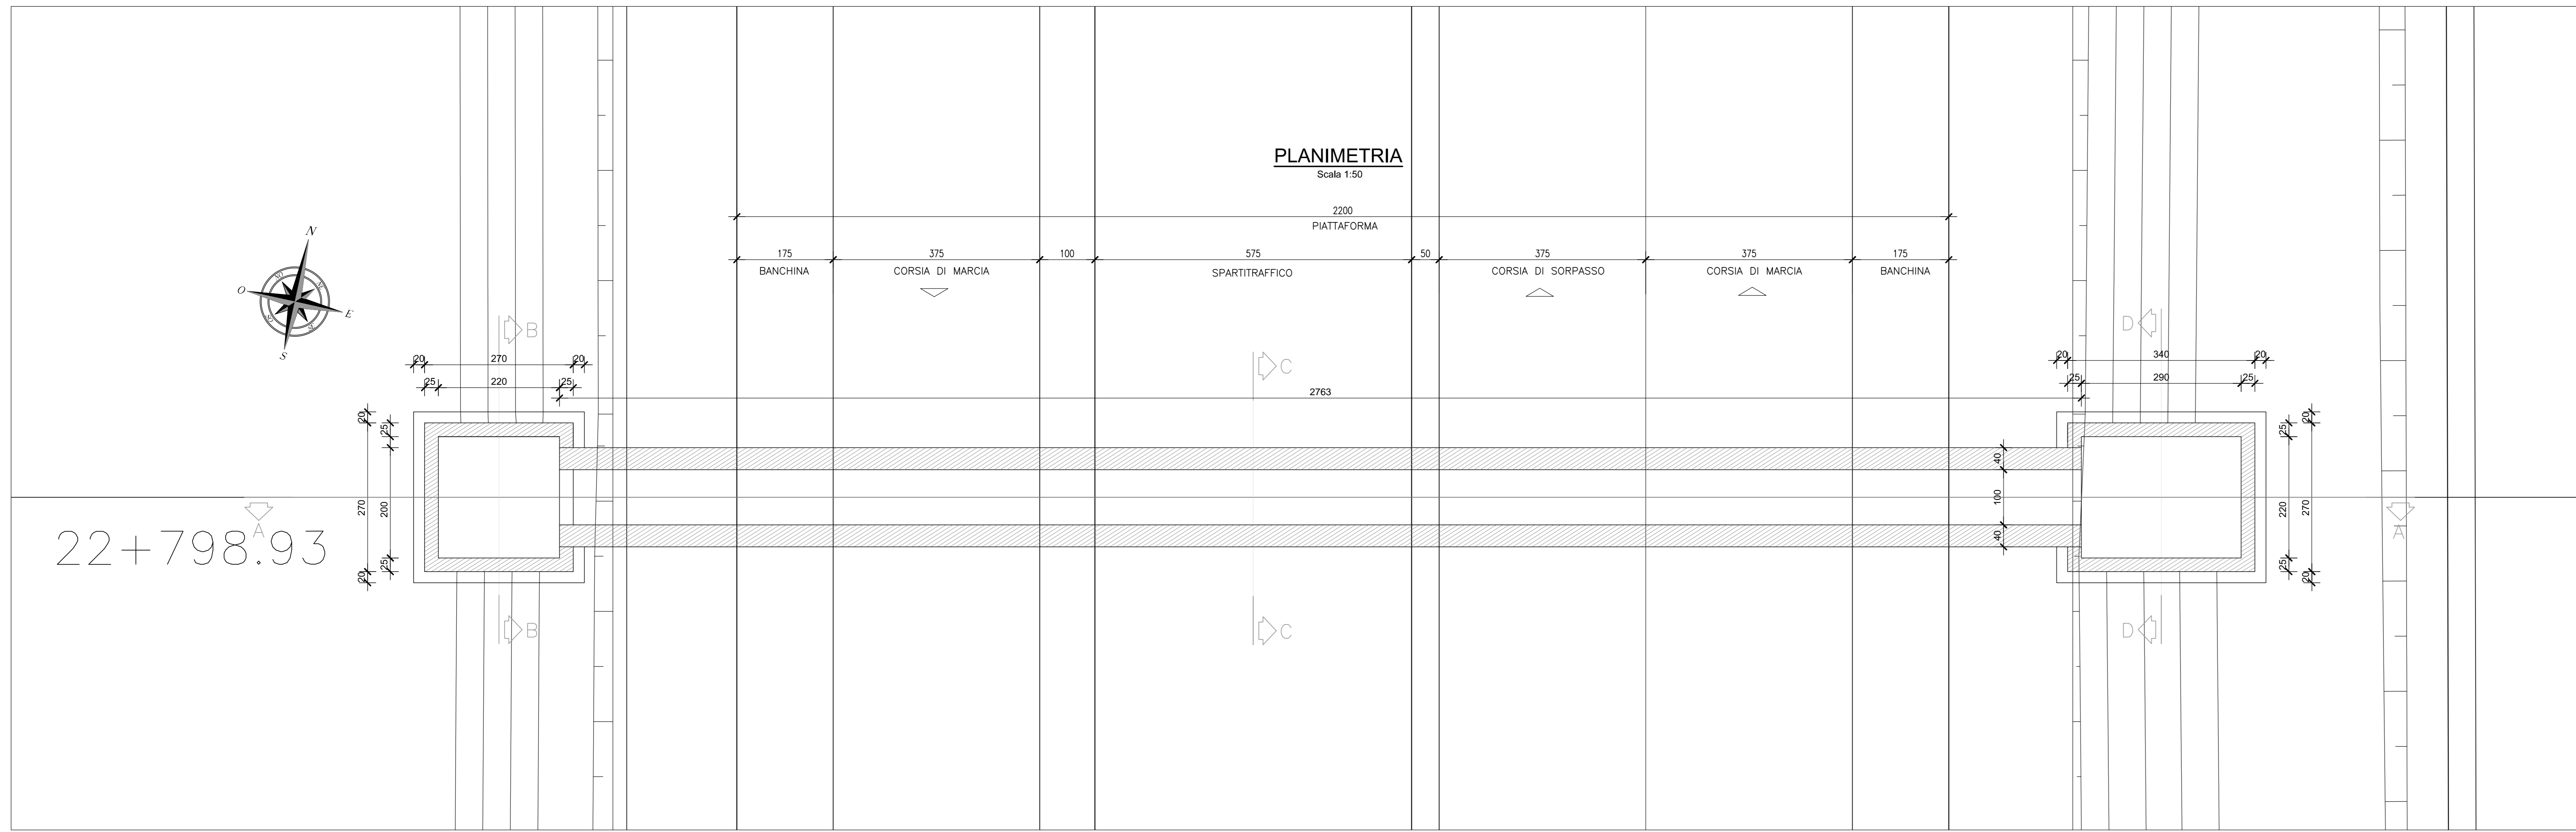 PLANIMETRIA
Scala 1:50
2200
PIATTAFORMA
175 375 100 575 50 375 375 175
BANCHINA CORSIA DI MARCIA SPARTITRAFFICO CORSIA DI SORPASSO CORSIA DI MARCIA BANCHINA
N
O
E
S
B
D
20 270 20
20 340 20
25 220 25
25 290 25
C
2763
20
25
270
200
25
20
40
100
40
20
25
220
270
25
20
A
A
22+798.93
B
C
D